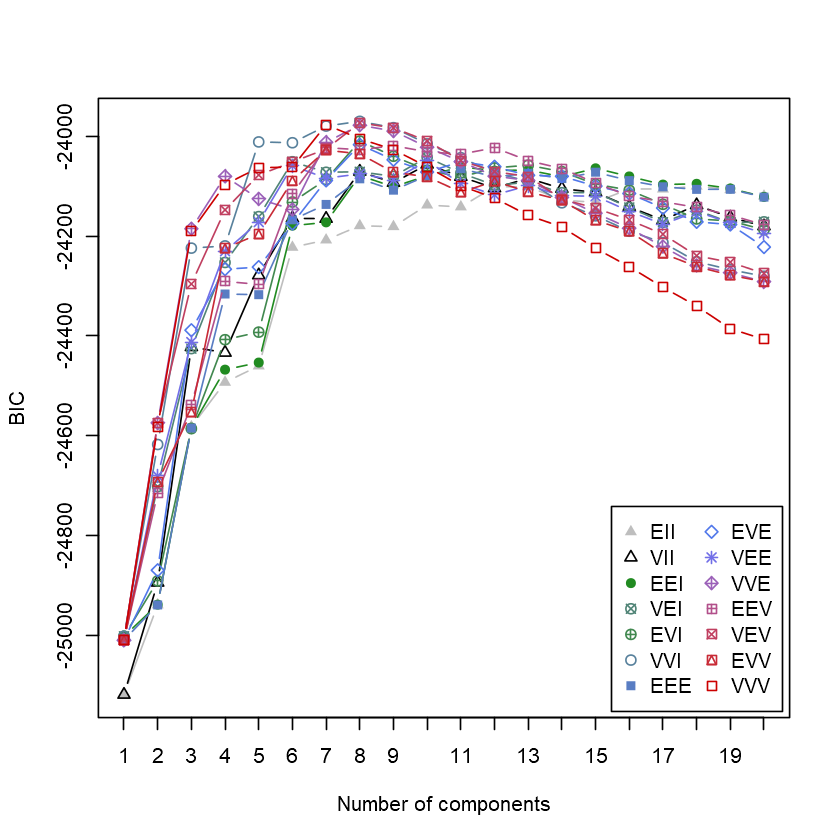 -24000
-24200
-24400
-24600
-24800
-25000
BIC
EII EVE
VII VEE
EEI VVE
VEI EEV
EVI VEV
VVI EVV
EEE VVV
1 2 3 4 5 6 7 8 9 11 13 15 17 19
Number of components